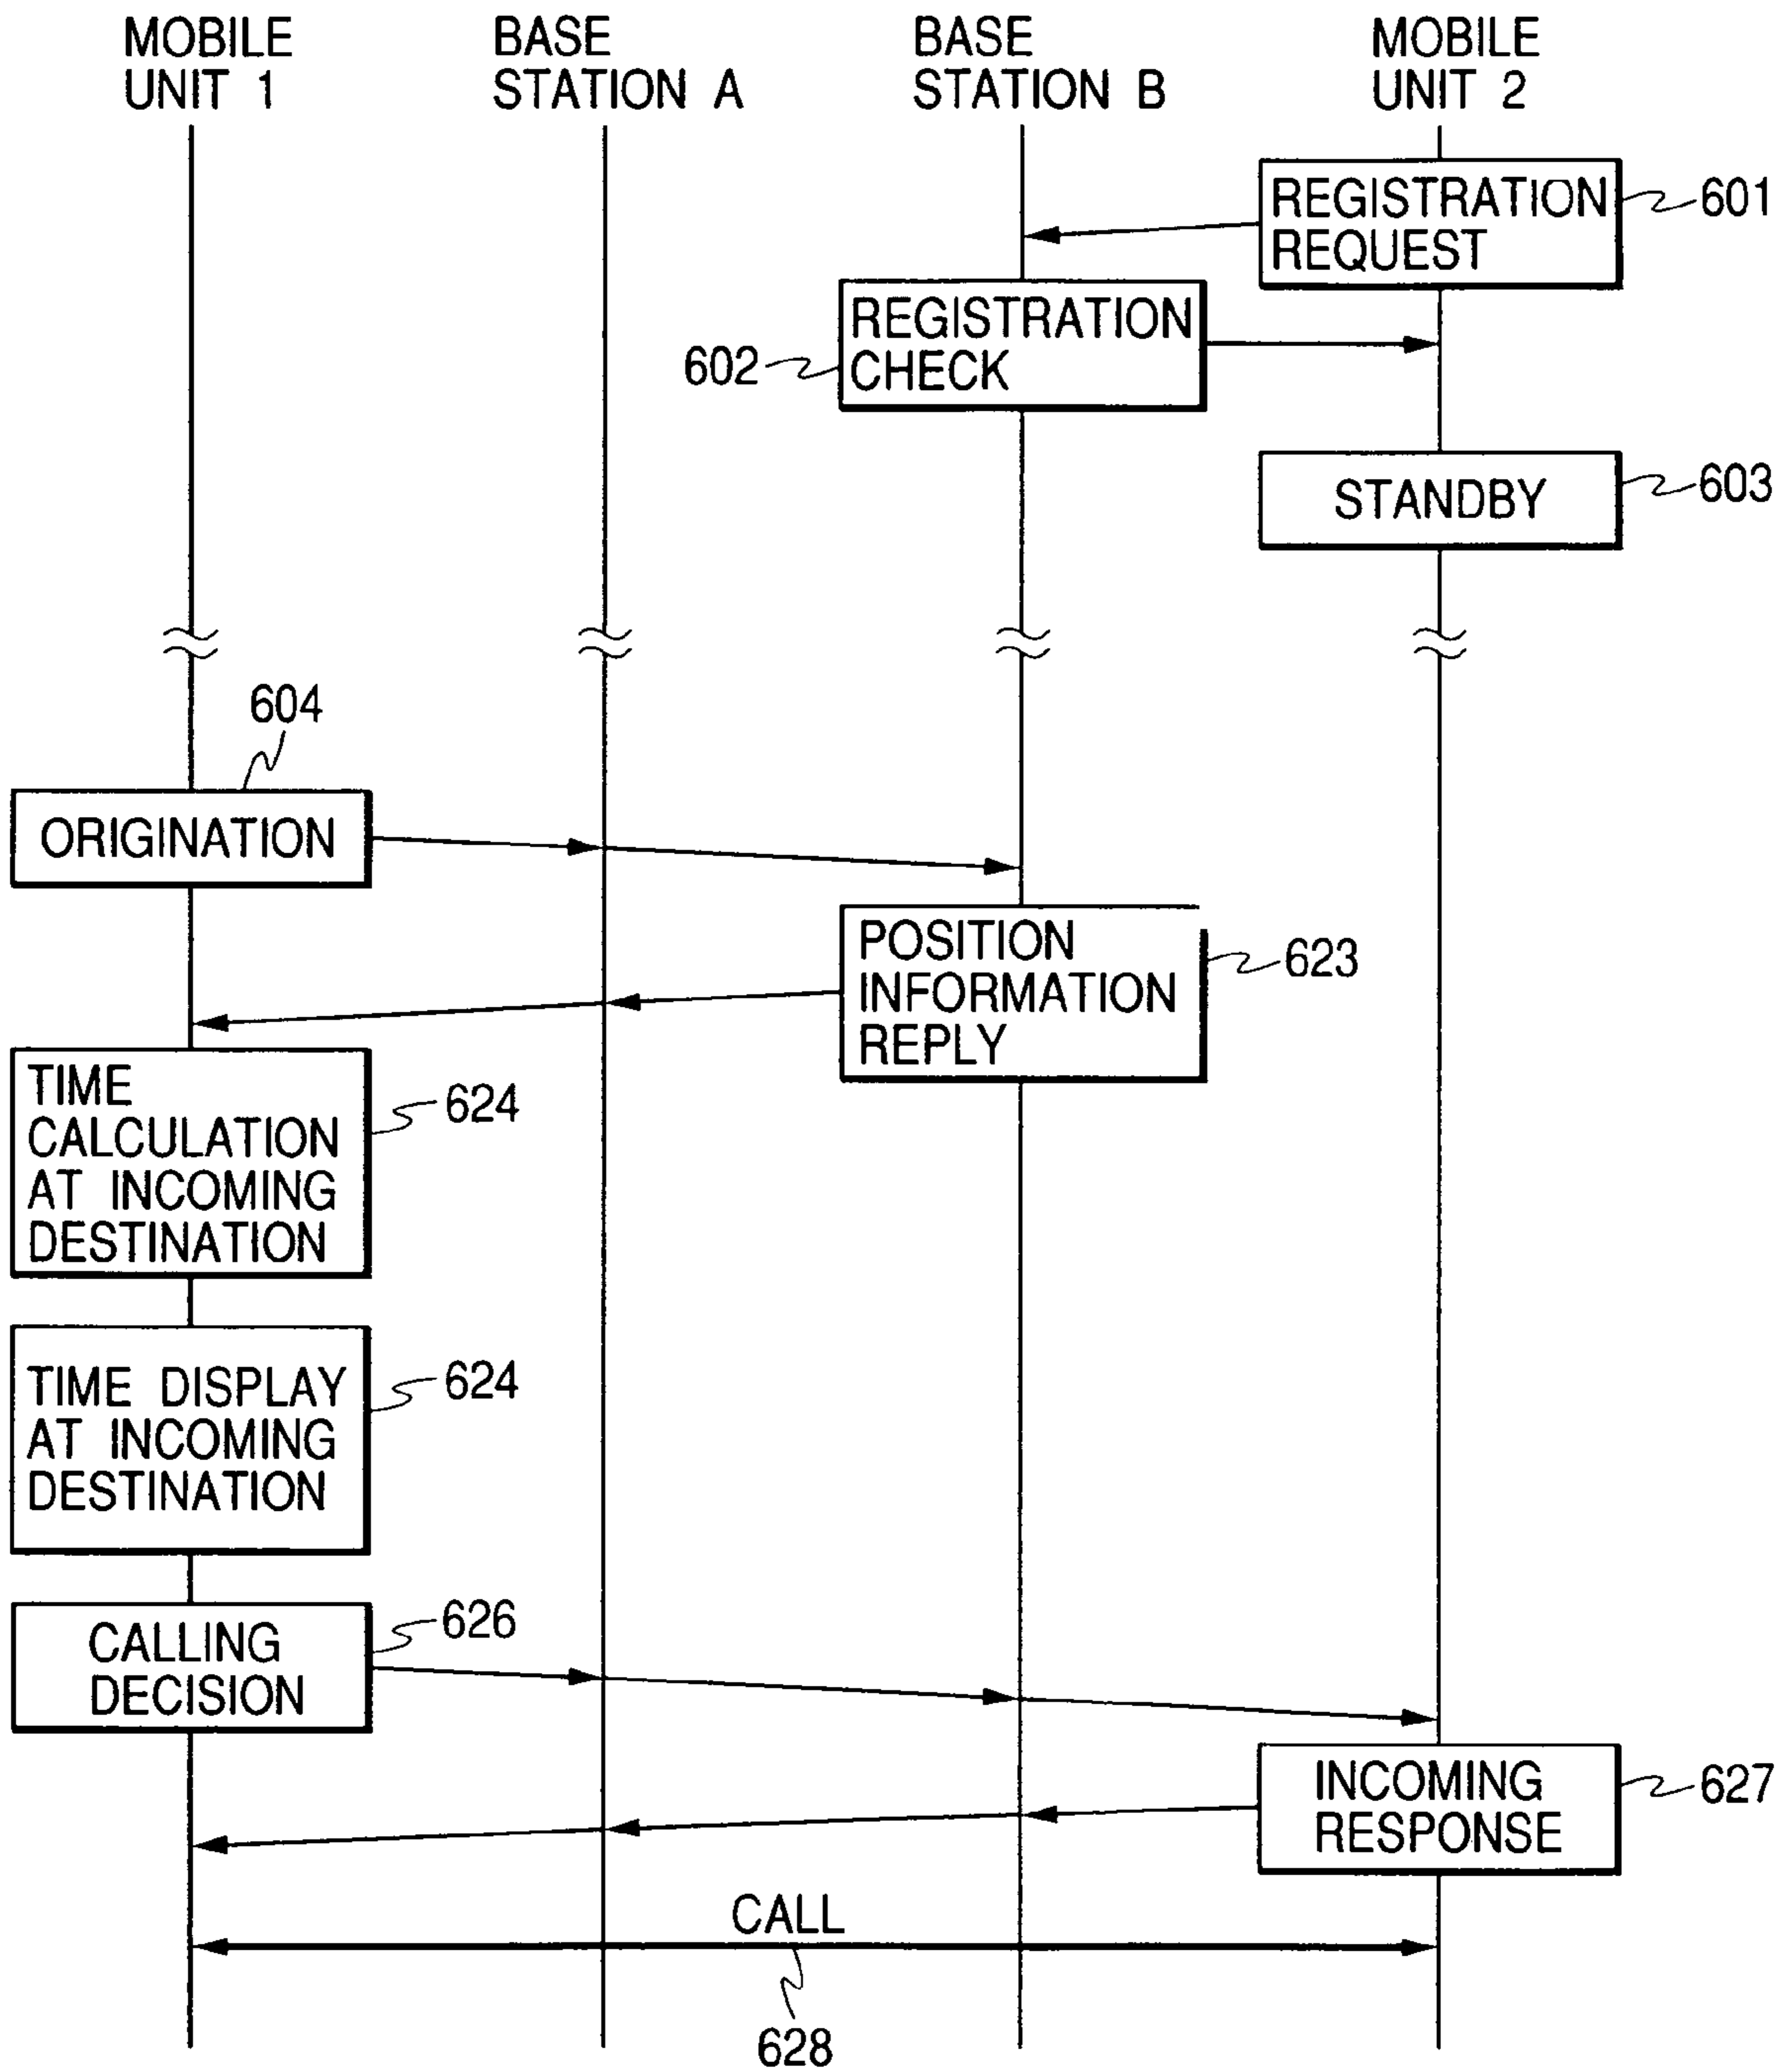 MOBILE
UNIT 1
BASE
STATION A
BASE
STATION B
MOBILE
UNIT 2
REGISTRATION
REQUEST
601
REGISTRATION
CHECK
602
STANDBY
603
604
ORIGINATION
POSITION
INFORMATION
REPLY
623
TIME
CALCULATION
AT INCOMING
DESTINATION
624
TIME DISPLAY
AT INCOMING
DESTINATION
624
CALLING
DECISION
626
INCOMING
RESPONSE
627
CALL
628